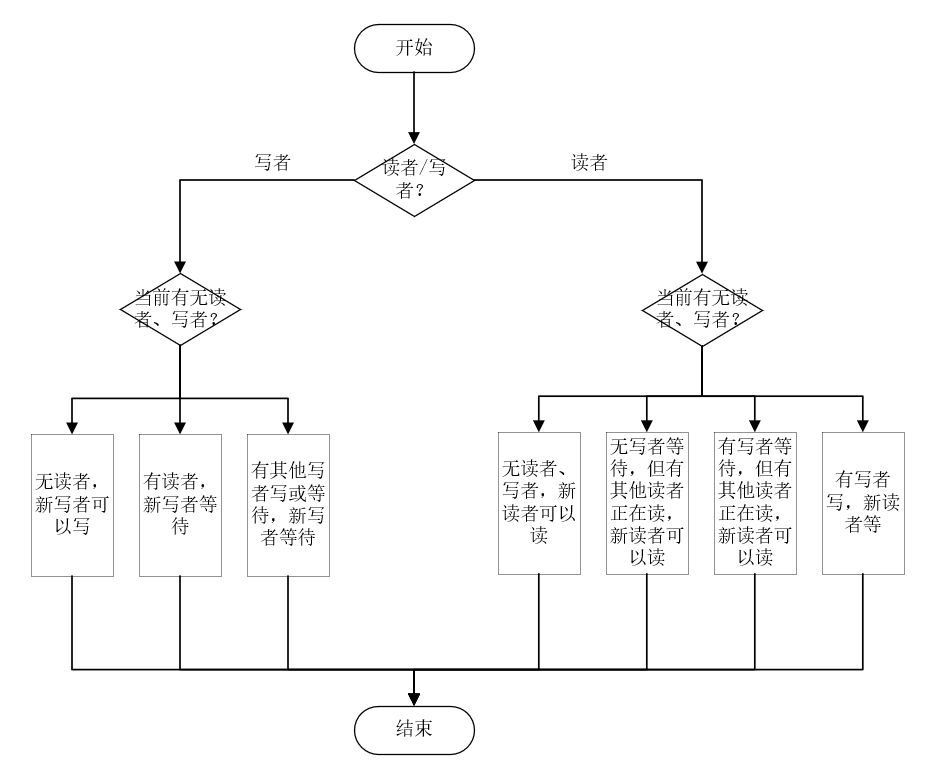 开始
写者
读者/写
者?
读者
当前有无读
者、写者?
当前有无读
者、写者?
无读者,
新写者可
以写
有读者,
新写者等
待
有其他写
者写或等
待,新写
者等待
无读者、
写者,新
读者可以
读
无写者等
待,但有
其他读者
正在读,
新读者可
以读
有写者等
待,但有
其他读者
正在读,
新读者可
以读
有写者
写,新读
者等
结束